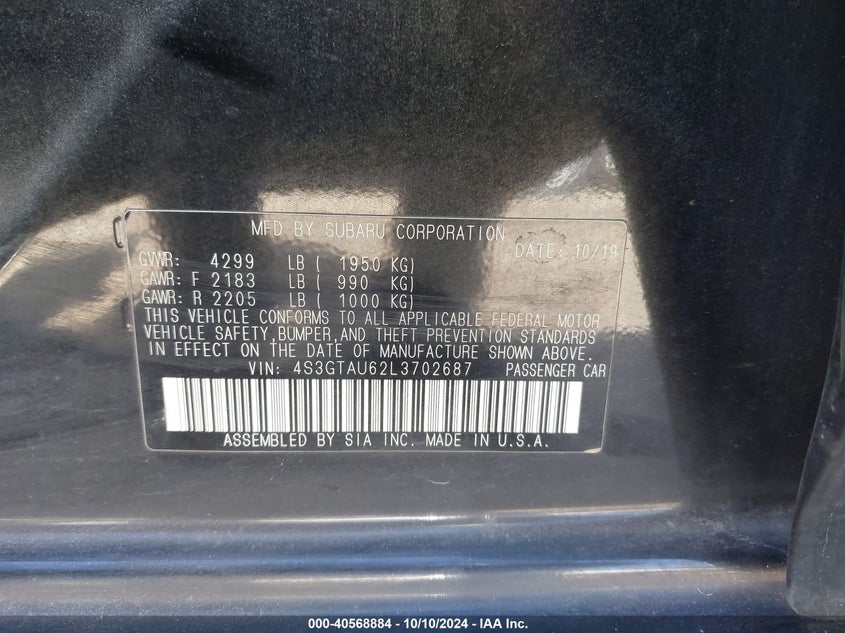 MFD BY SUBARU CORPORATION
DATE: 10/19
GVWR: 4299 LB ( 1950 KG)
GAWR: F 2183 LB ( 990 KG)
GAWR: R 2205 LB ( 1000 KG)
THIS VEHICLE CONFORMS TO ALL APPLICABLE FEDERAL MOTOR
VEHICLE SAFETY,BUMPER,AND THEFT PREVENTION STANDARDS
IN EFFECT ON THE DATE OF MANUFACTURE SHOWN ABOVE.
VIN: 4S3GTAU62L3702687 PASSENGER CAR
ASSEMBLED BY SIA INC. MADE IN U.S.A.
000-40568884 - 10/10/2024 - IAA Inc.